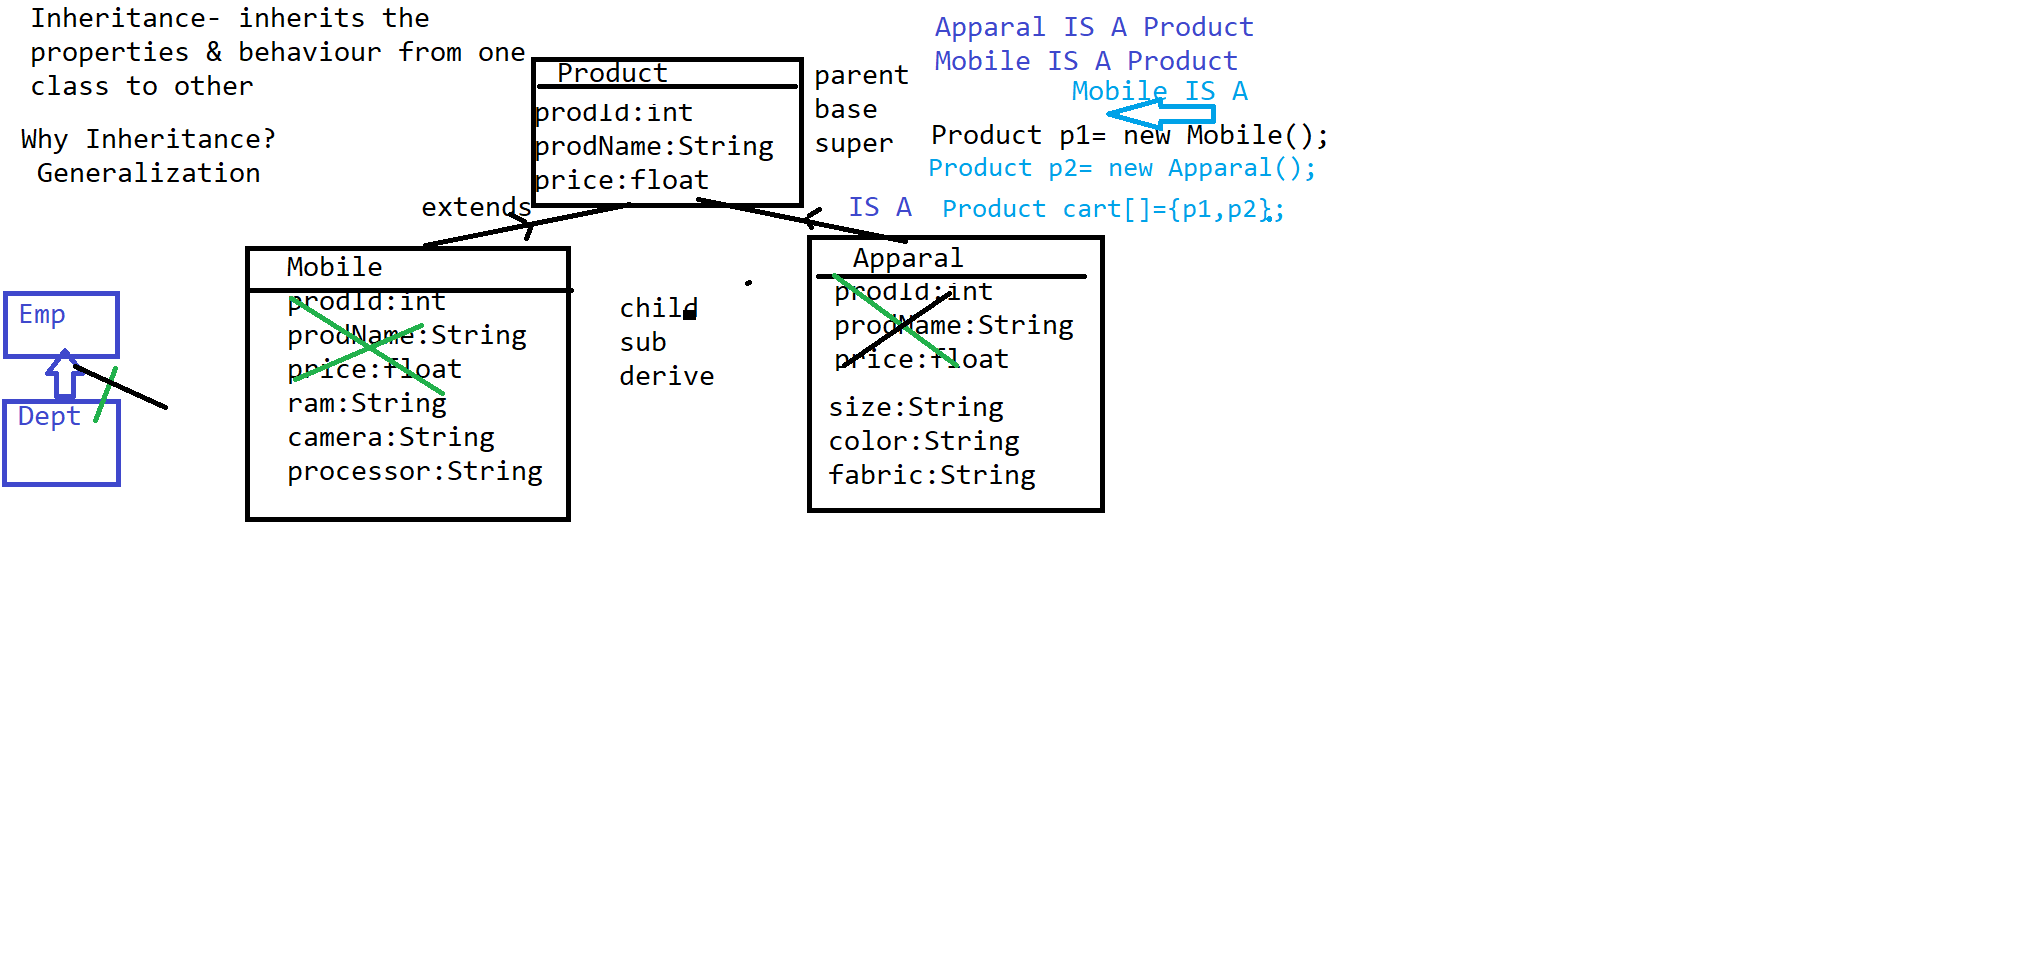 Inheritance- inherits the
properties & behaviour from one
class to other
Why Inheritance?
Generalization
Product
prodId:int
prodName:String
price:float
parent
base
super
Apparal IS A Product
Mobile IS A Product
Mobile IS A
Product p1= new Mobile();
Product p2= new Apparal();
Product cart[]={p1,p2};
extends
IS A
Mobile
prodId:int
prodName:String
price:float
ram:String
camera:String
processor:String
child
sub
derive
Apparal
prodId:int
prodName:String
price:float
size:String
color:String
fabric:String
Emp
Dept